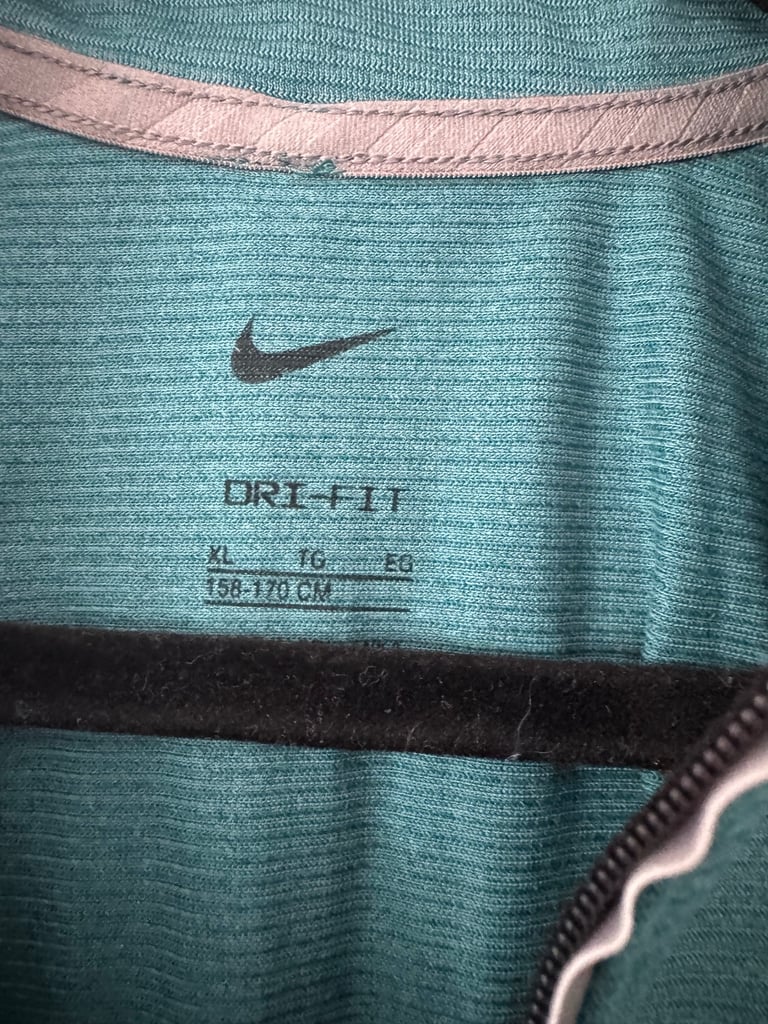 DRI-FIT
XL TG EG
158-170 CM